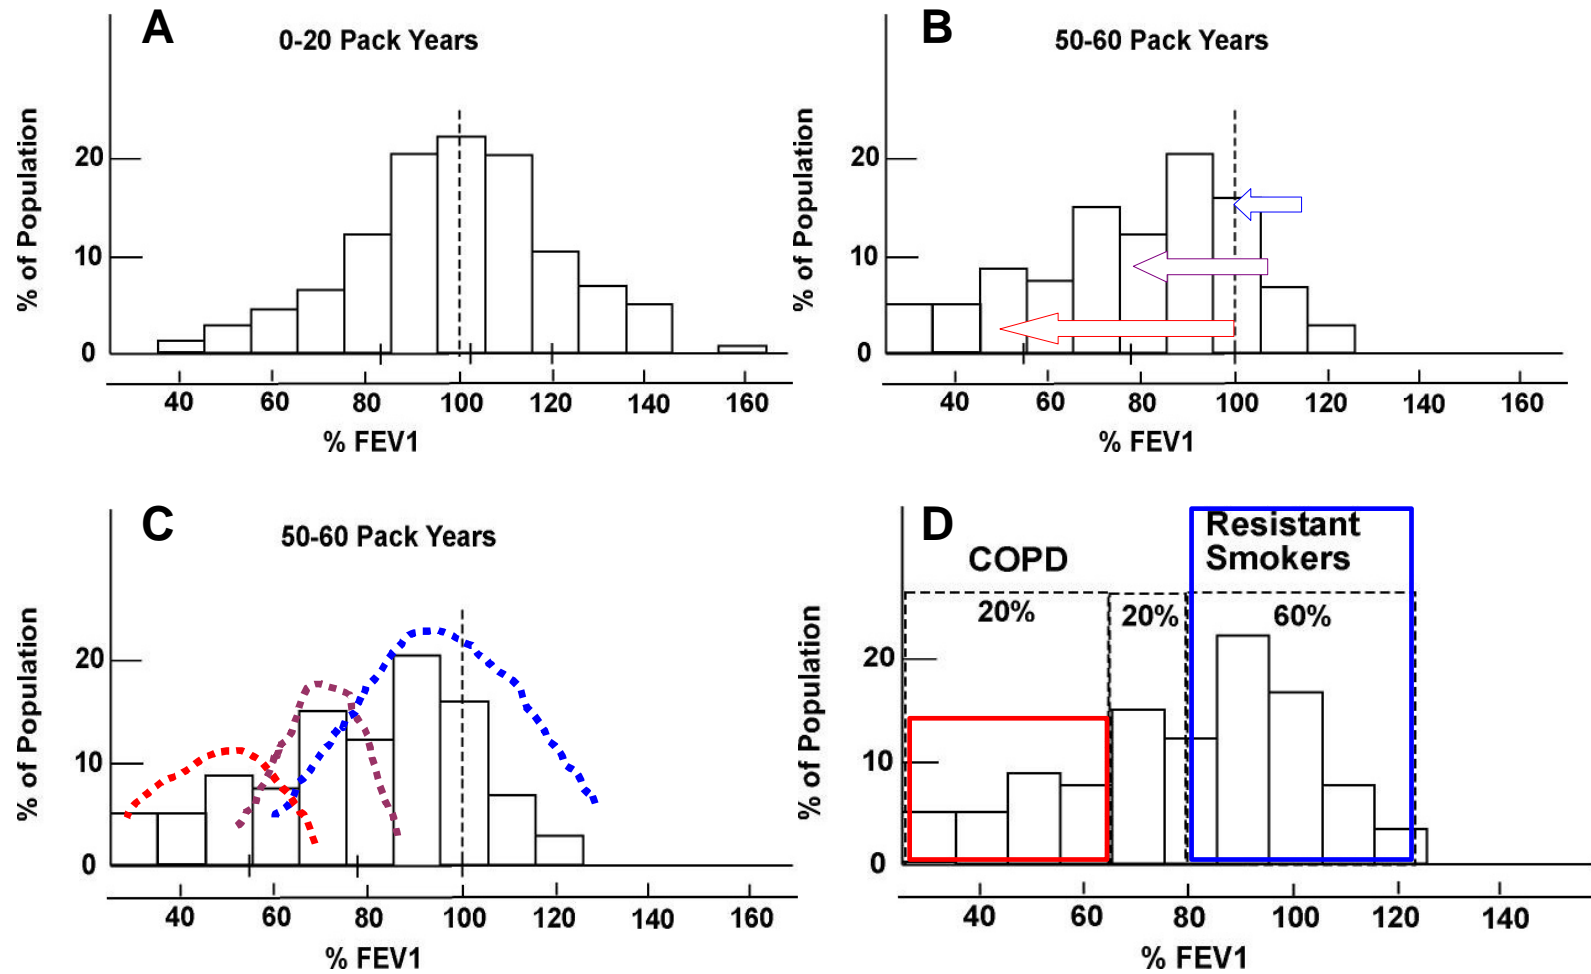 A
0-20 Pack Years
% of Population
20
10
0
40 60 80 100 120 140 160
% FEV1
B
50-60 Pack Years
% of Population
20
10
0
40 60 80 100 120 140 160
% FEV1
C
50-60 Pack Years
% of Population
20
10
0
40 60 80 100 120 140 160
% FEV1
D
Resistant
Smokers
COPD
20% 20% 60%
% of Population
20
10
0
40 60 80 100 120 140
% FEV1